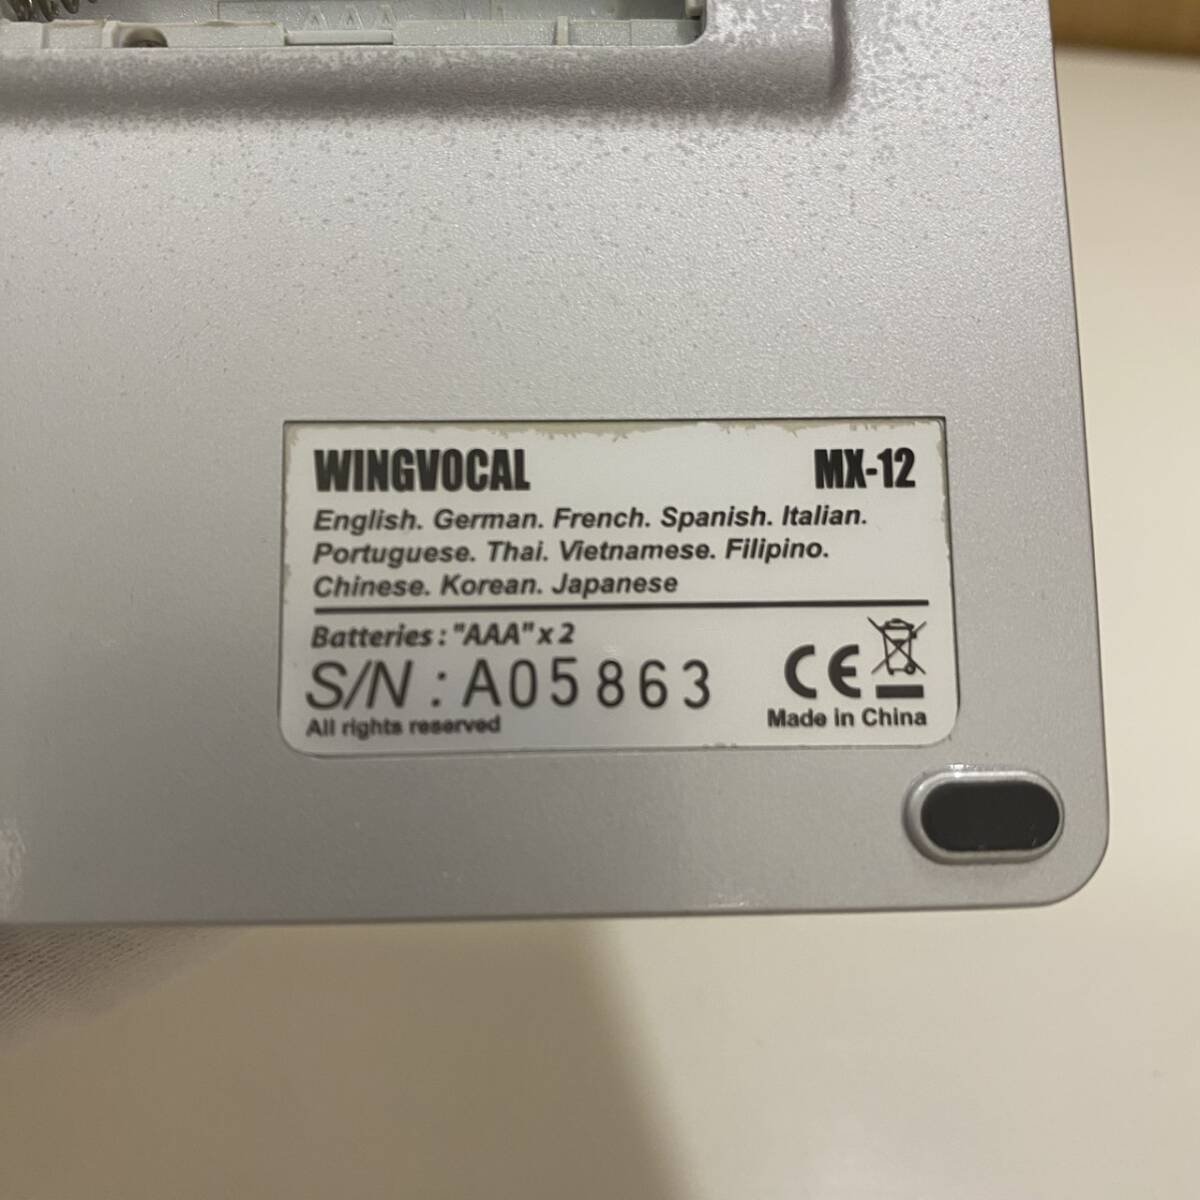 AAA
WINGVOCAL MX-12
English. German. French. Spanish. Italian.
Portuguese. Thai. Vietnamese. Filipino.
Chinese. Korean. Japanese
Batteries : "AAA" x 2
S/N : A05863
CE
All rights reserved
Made in China